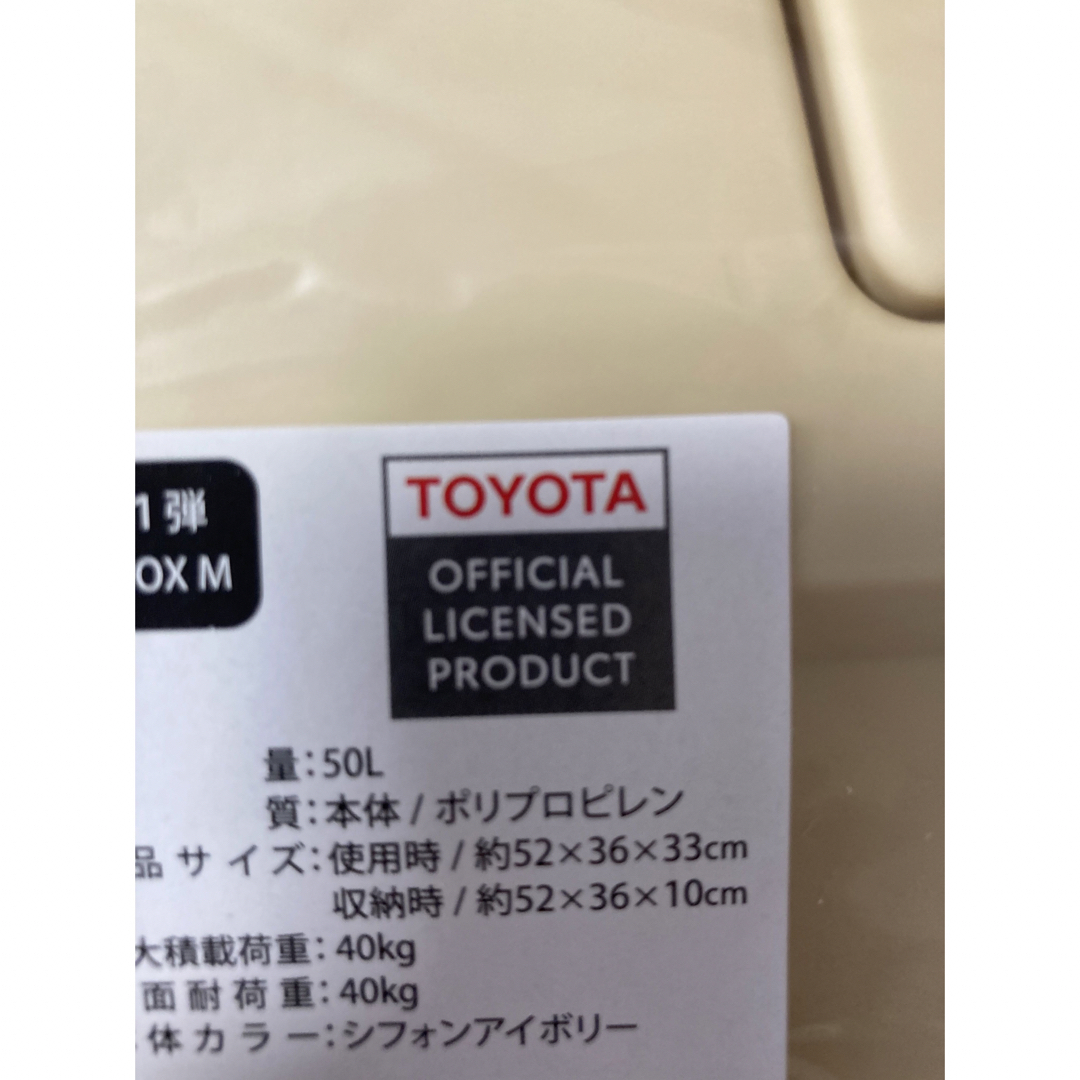 1弾
OX M
TOYOTA
OFFICIAL
LICENSED
PRODUCT
量:50L
質:本体 / ポリプロピレン
品サイズ:使用時 / 約52×36×33cm
収納時 / 約52×36×10cm
大積載荷重:40kg
面耐荷重:40kg
体カラー:シフォンアイボリー